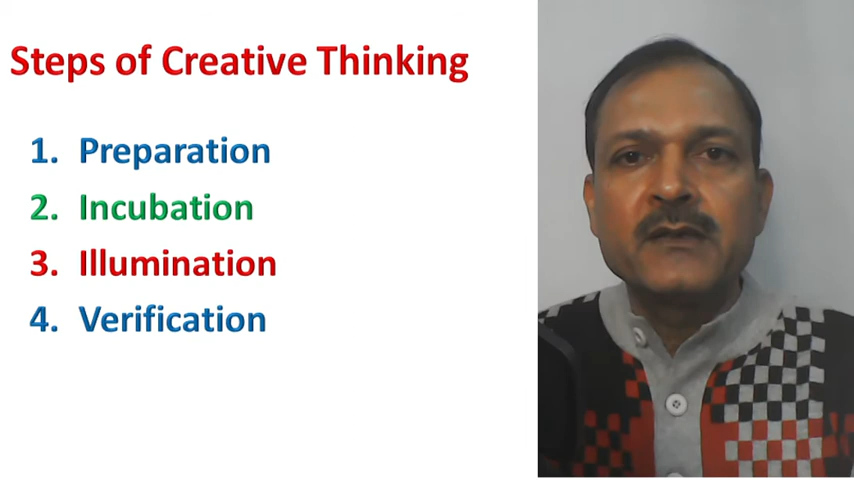 Steps of Creative Thinking
1. Preparation
2. Incubation
3. Illumination
4. Verification